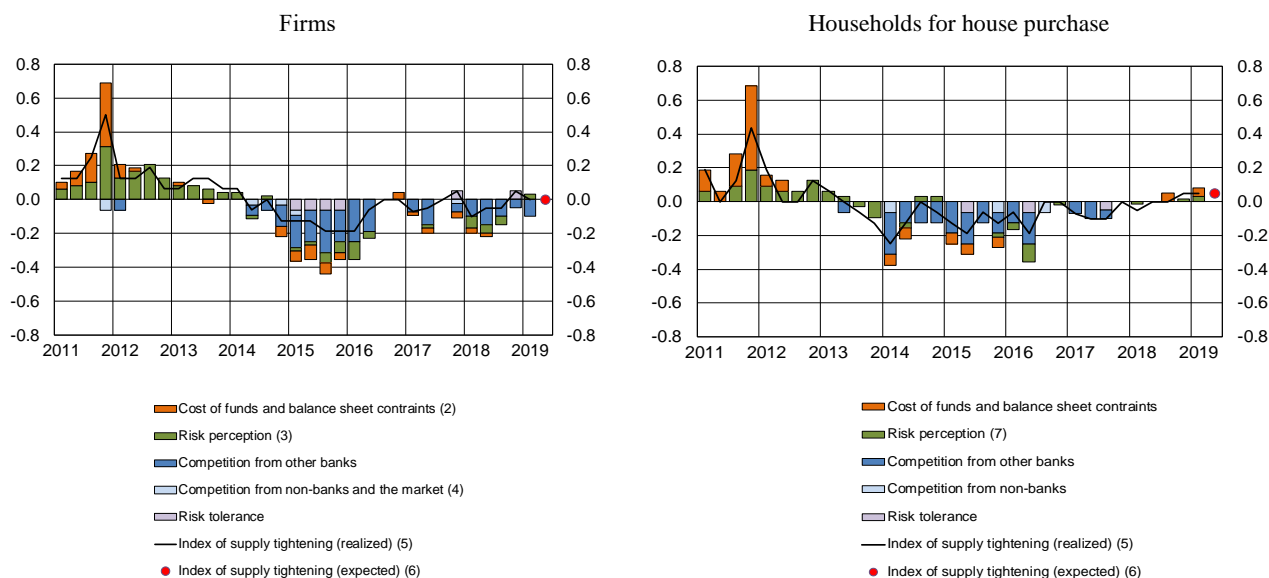 Firms
0.8 0.8
0.6 0.6
0.4 0.4
0.2 0.2
0.0 0.0
-0.2 -0.2
-0.4 -0.4
-0.6 -0.6
-0.8 -0.8
2011 2012 2013 2014 2015 2016 2017 2018 2019
Cost of funds and balance sheet contraints (2)
Risk perception (3)
Competition from other banks
Competition from non-banks and the market (4)
Risk tolerance
Index of supply tightening (realized) (5)
Index of supply tightening (expected) (6)
Households for house purchase
0.8 0.8
0.6 0.6
0.4 0.4
0.2 0.2
0.0 0.0
-0.2 -0.2
-0.4 -0.4
-0.6 -0.6
-0.8 -0.8
2011 2012 2013 2014 2015 2016 2017 2018 2019
Cost of funds and balance sheet contraints
Risk perception (7)
Competition from other banks
Competition from non-banks
Risk tolerance
Index of supply tightening (realized) (5)
Index of supply tightening (expected) (6)